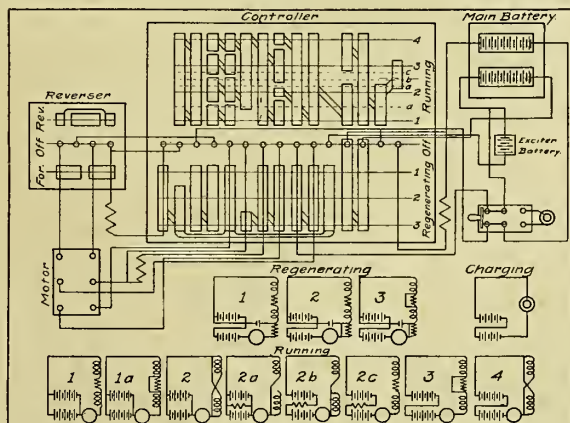 Controller
Main Battery.
Reverser
For. Off Rev.
4
3
c
b
a
2
a
1
Running
Regenerating Off
1
2
3
Exciter
Battery.
Motor
Regenerating
1 2 3
Charging
Running
1 1a 2 2a 2b 2c 3 4